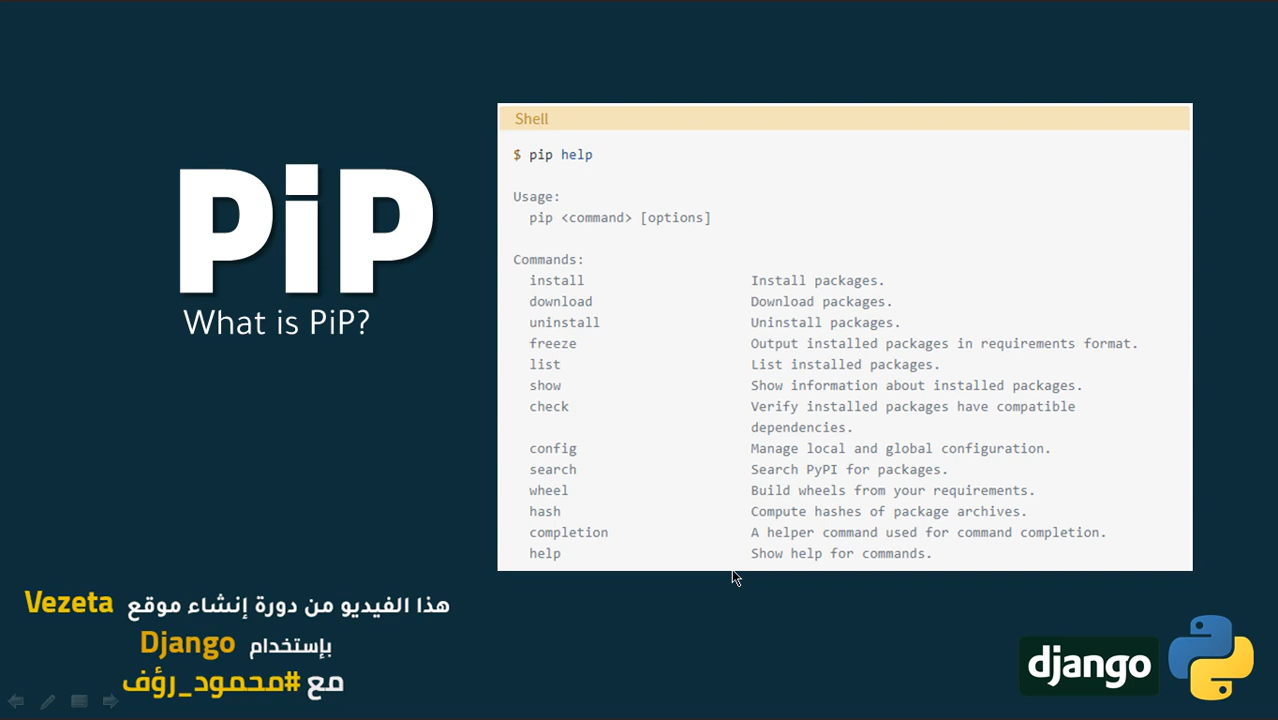 PiP
What is PiP?
Shell
$ pip help
Usage:
pip <command> [options]
Commands:
install Install packages.
download Download packages.
uninstall Uninstall packages.
freeze Output installed packages in requirements format.
list List installed packages.
show Show information about installed packages.
check Verify installed packages have compatible
dependencies.
config Manage local and global configuration.
search Search PyPI for packages.
wheel Build wheels from your requirements.
hash Compute hashes of package archives.
completion A helper command used for command completion.
help Show help for commands.
هذا الفيديو من دورة إنشاء موقع Vezeta
بإستخدام Django
مع #محمود_رؤف
django